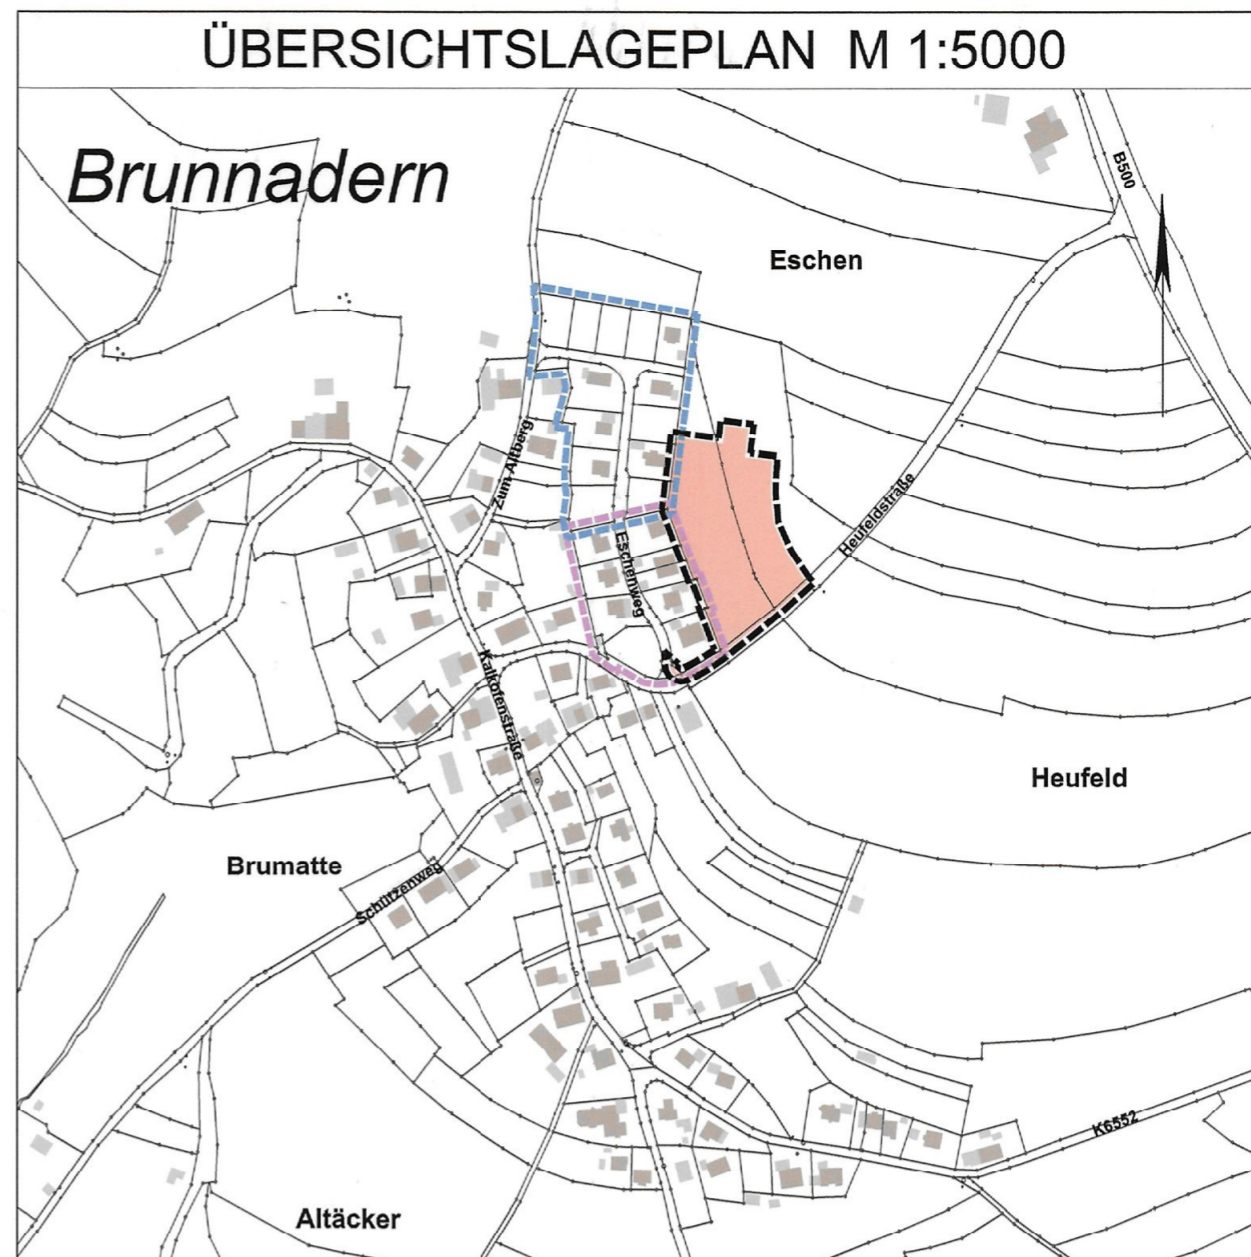 ÜBERSICHTSLAGEPLAN M 1:5000
Brunnadern
B500
Eschen
Zum Altberg
Heufeldstraße
Eschenweg
Kalkofenstraße
Heufeld
Brumatte
Schützenweg
K6552
Altäcker